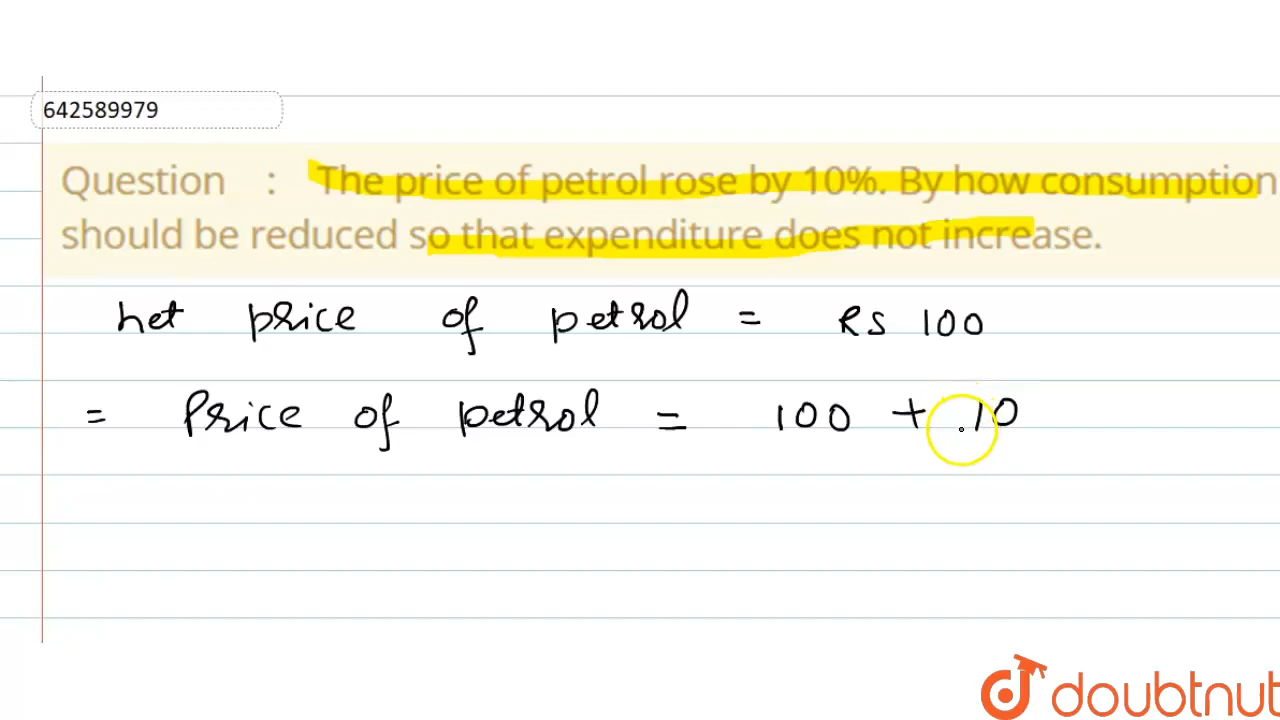 642589979
Question : The price of petrol rose by 10%. By how consumption
should be reduced so that expenditure does not increase.
Let price of petrol = Rs 100
= Price of petrol = 100 + 10
doubtnut